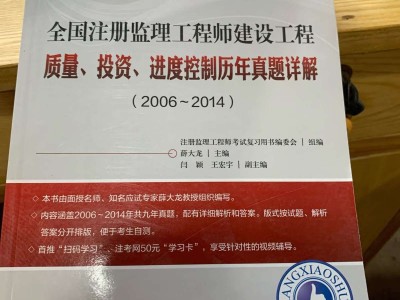 全国注册监理工程师建设工程
质量、投资、进度控制历年真题详解
(2006~2014)
注册监理工程师考试复习用书编委会 | 组编
薛大龙 | 主编
闫 颖 王宏宇 | 副主编
◇ 本书由面授名师、知名应试专家薛大龙教授组织编写。
◇ 内容涵盖2006~2014年共九年真题，配有详细解析和答案。版式按试题、解析
答案分开排版，便于考生自测。
◇ 首推“扫码学习”、注考网50元“学习卡”，享受针对性的视频辅导。
ANGXIAOSHU